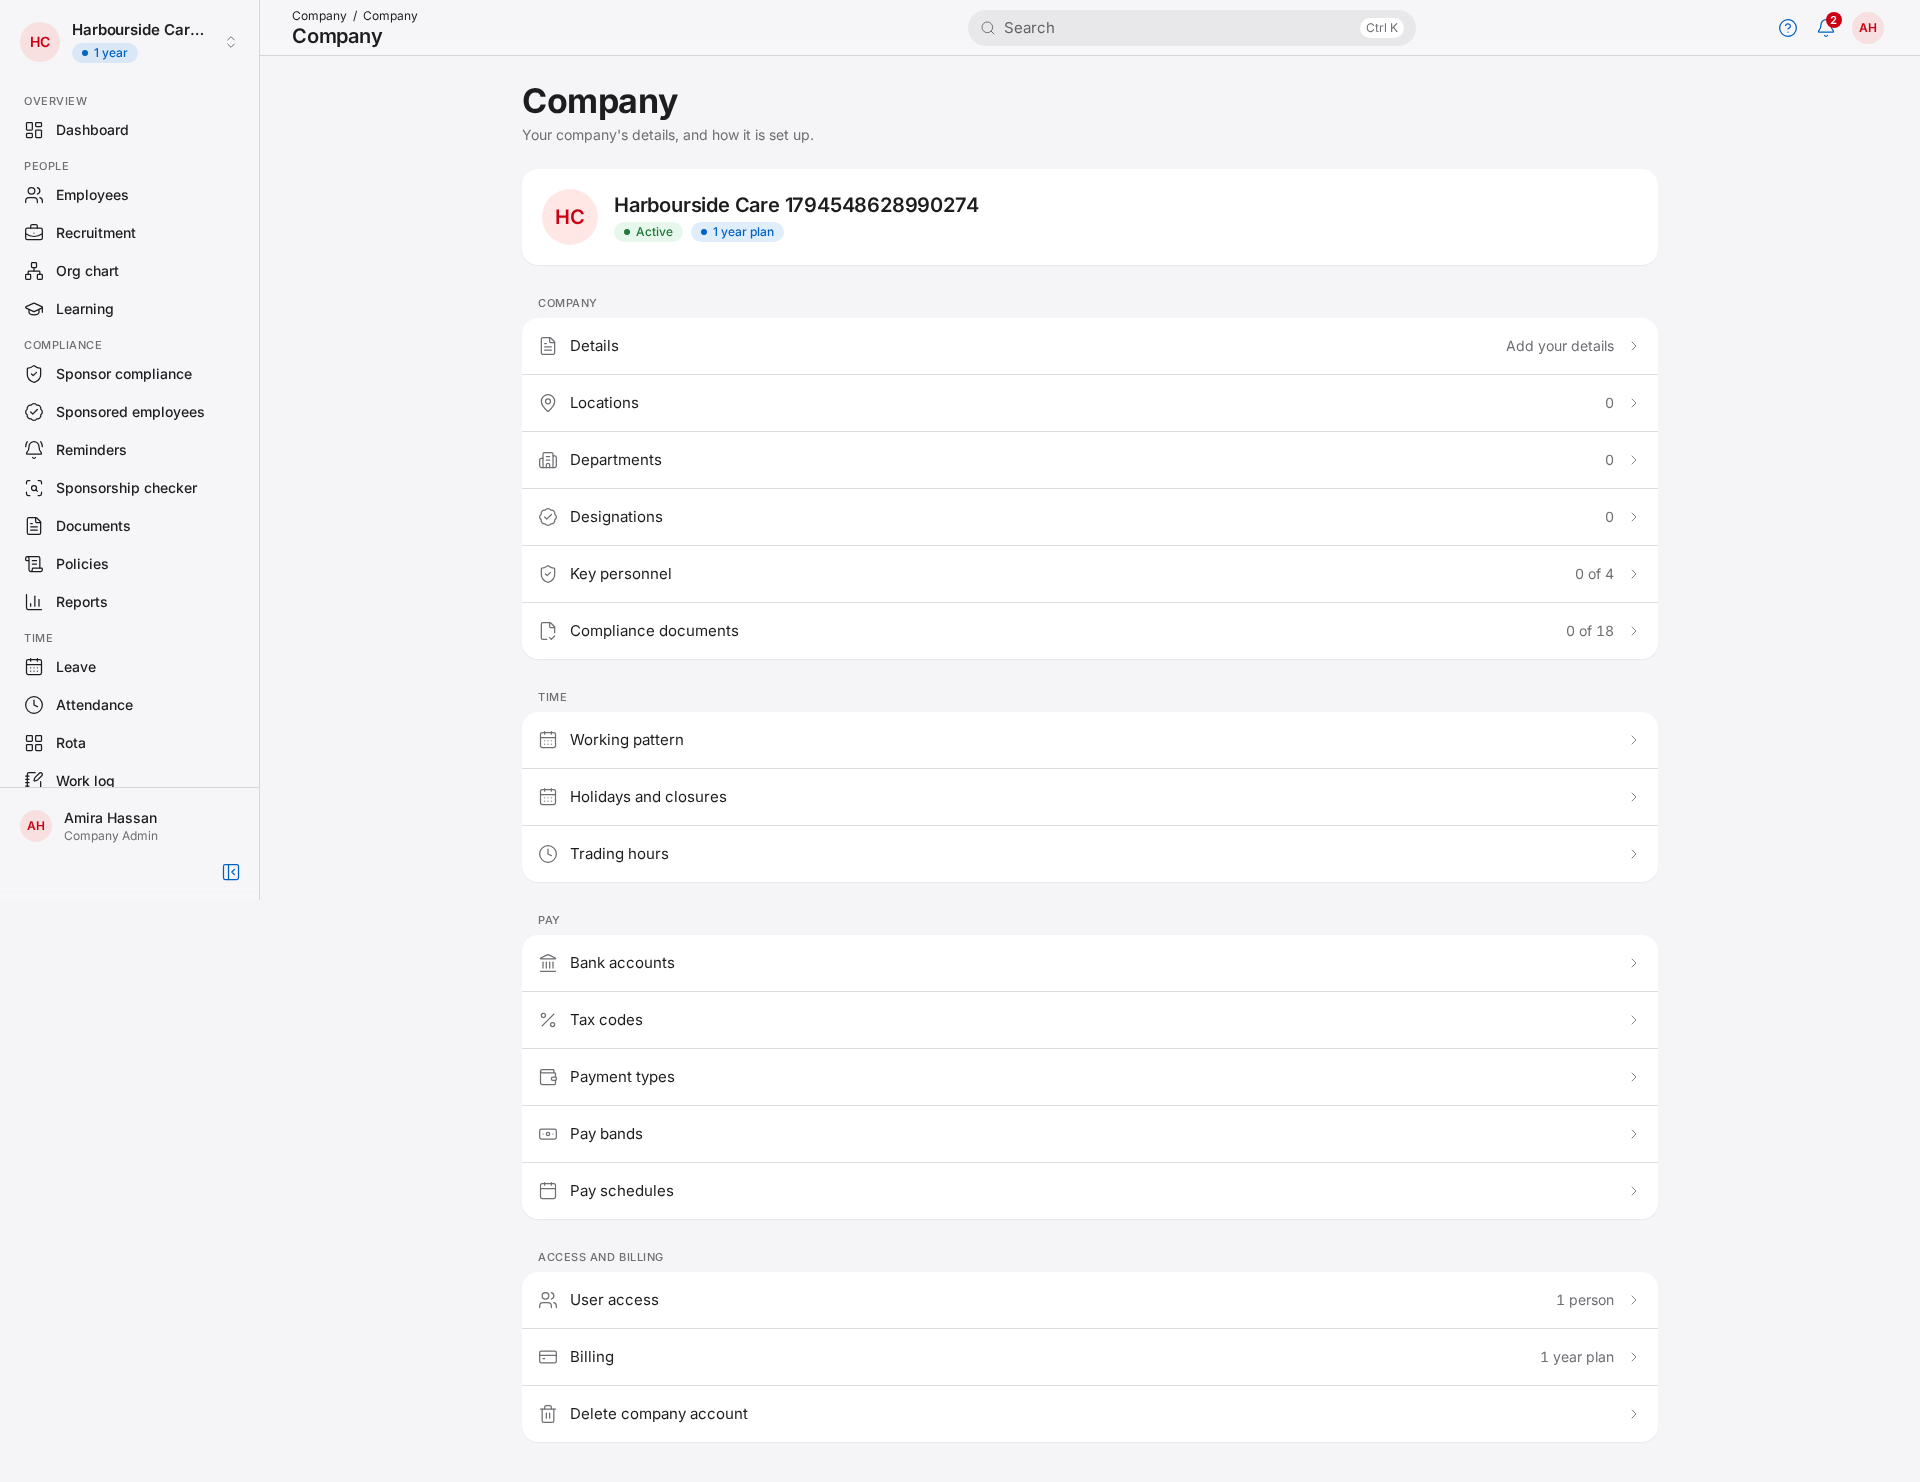 HC
Harbourside Car...
1 year
OVERVIEW
Dashboard
PEOPLE
Employees
Recruitment
Org chart
Learning
COMPLIANCE
Sponsor compliance
Sponsored employees
Reminders
Sponsorship checker
Documents
Policies
Reports
TIME
Leave
Attendance
Rota
Work log
AH
Amira Hassan
Company Admin
Company / Company
Company
Search
Ctrl K
2
AH
Company
Your company's details, and how it is set up.
HC
Harbourside Care 1794548628990274
Active
1 year plan
COMPANY
Details Add your details
Locations 0
Departments 0
Designations 0
Key personnel 0 of 4
Compliance documents 0 of 18
TIME
Working pattern
Holidays and closures
Trading hours
PAY
Bank accounts
Tax codes
Payment types
Pay bands
Pay schedules
ACCESS AND BILLING
User access 1 person
Billing 1 year plan
Delete company account